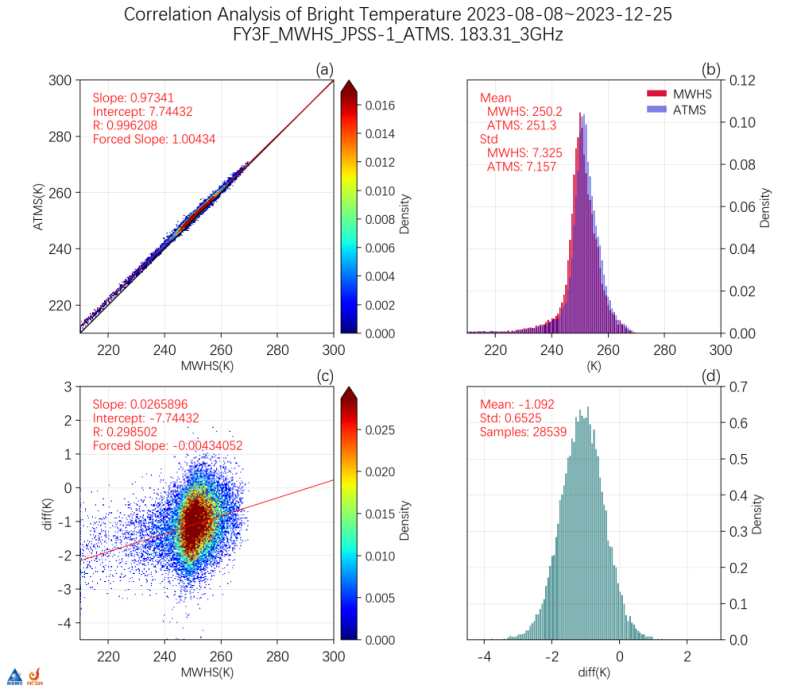 Correlation Analysis of Bright Temperature 2023-08-08~2023-12-25
FY3F_MWHS_JPSS-1_ATMS. 183.31_3GHz
(a)
Slope: 0.97341
Intercept: 7.74432
R: 0.996208
Forced Slope: 1.00434
300
280
260
240
220
ATMS(K)
220
240
260
280
300
MWHS(K)
0.016
0.014
0.012
0.010
0.008
0.006
0.004
0.002
0.000
Density
(b)
Mean
MWHS: 250.2
ATMS: 251.3
Std
MWHS: 7.325
ATMS: 7.157
MWHS
ATMS
0.12
0.10
0.08
0.06
0.04
0.02
0.00
Density
220
240
260
280
300
(K)
(c)
Slope: 0.0265896
Intercept: -7.74432
R: 0.298502
Forced Slope: -0.00434052
3
2
1
0
-1
-2
-3
-4
diff(K)
220
240
260
280
300
MWHS(K)
0.025
0.020
0.015
0.010
0.005
0.000
Density
(d)
Mean: -1.092
Std: 0.6525
Samples: 28539
0.7
0.6
0.5
0.4
0.3
0.2
0.1
0.0
Density
-4
-2
0
2
diff(K)
NSMC
NCSM